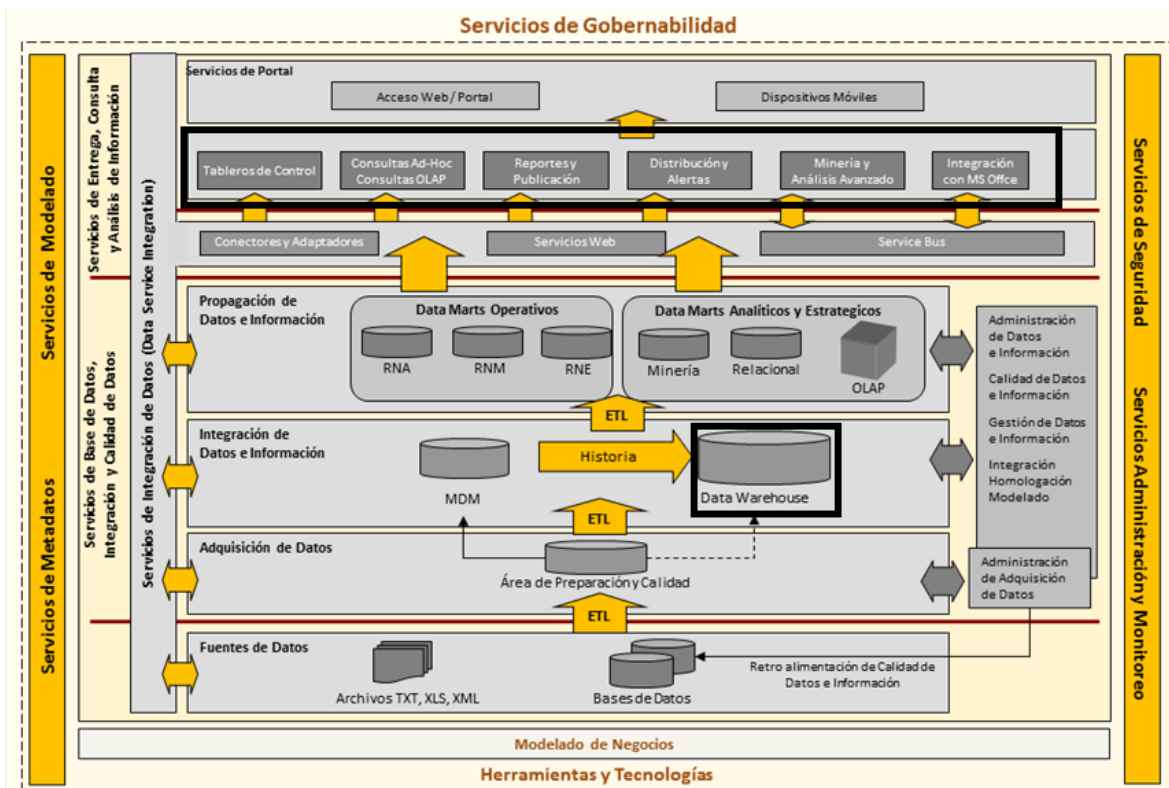 Servicios de Gobernabilidad
Servicios de Modelado
Servicios de Metadatos
Servicios de Entrega, Consulta
y Análisis de Información
Servicios de Base de Datos,
Integración y Calidad de Datos
Servicios de Integración de Datos (Data Service Integration)
Servicios de Portal
Acceso Web/ Portal
Dispositivos Móviles
Tableros de Control
Consultas Ad-Hoc
Consultas OLAP
Reportes y
Publicación
Distribución y
Alertas
Minería y
Análisis Avanzado
Integración
con MS Offce
Conectores y Adaptadores
Servicios Web
Service Bus
Propagación de
Datos e Información
Data Marts Operativos
RNA
RNM
RNE
Data Marts Analíticos y Estrategicos
Minería
Relacional
OLAP
ETL
Integración de
Datos e Información
MDM
Historia
Data Warehouse
ETL
Adquisición de Datos
Área de Preparación y Calidad
ETL
Fuentes de Datos
Archivos TXT, XLS, XML
Bases de Datos
Retro alimentación de Calidad de
Datos e Información
Administración
de Datos
e Información
Calidad de Datos
e Información
Gestión de Datos
e Información
Integración
Homologación
Modelado
Administración
de Adquisición
de Datos
Servicios de Seguridad
Servicios Administración y Monitoreo
Modelado de Negocios
Herramientas y Tecnologías